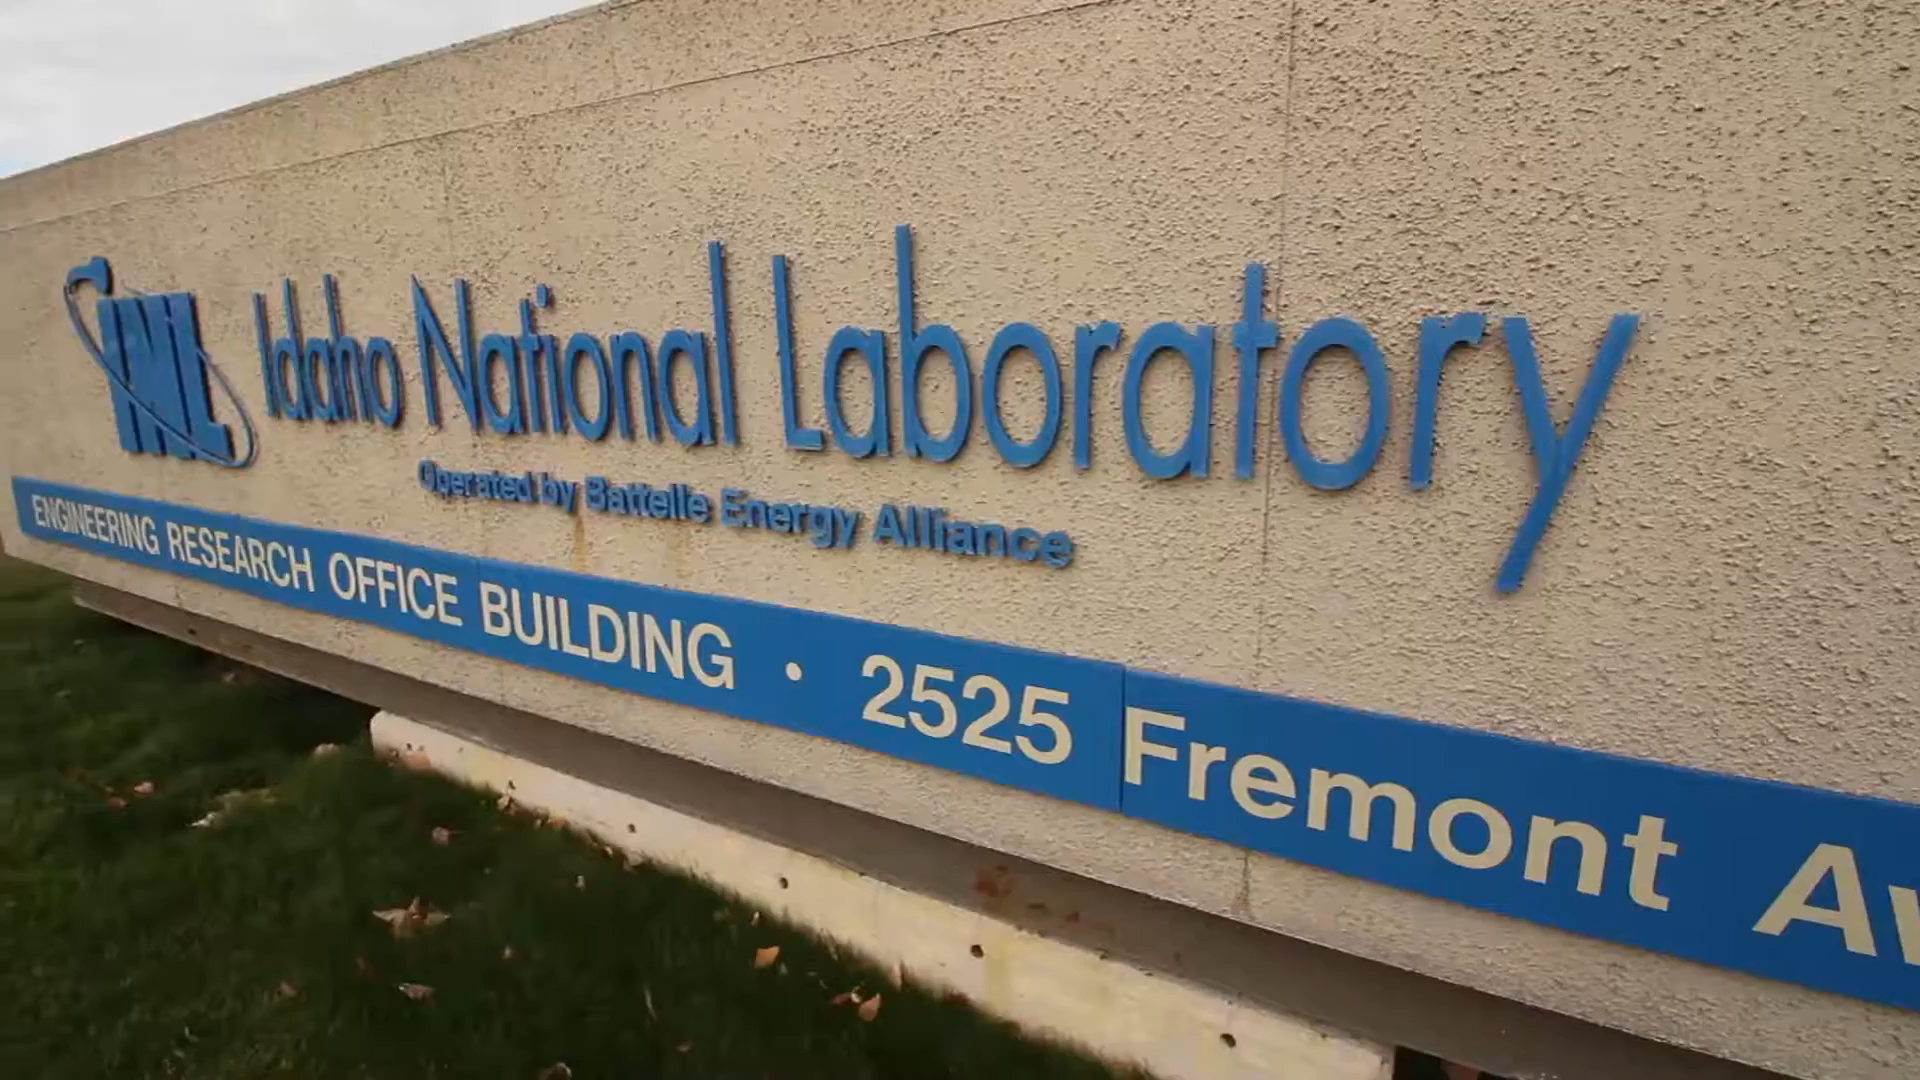 INL Idaho National Laboratory
Operated by Battelle Energy Alliance
ENGINEERING RESEARCH OFFICE BUILDING • 2525 Fremont